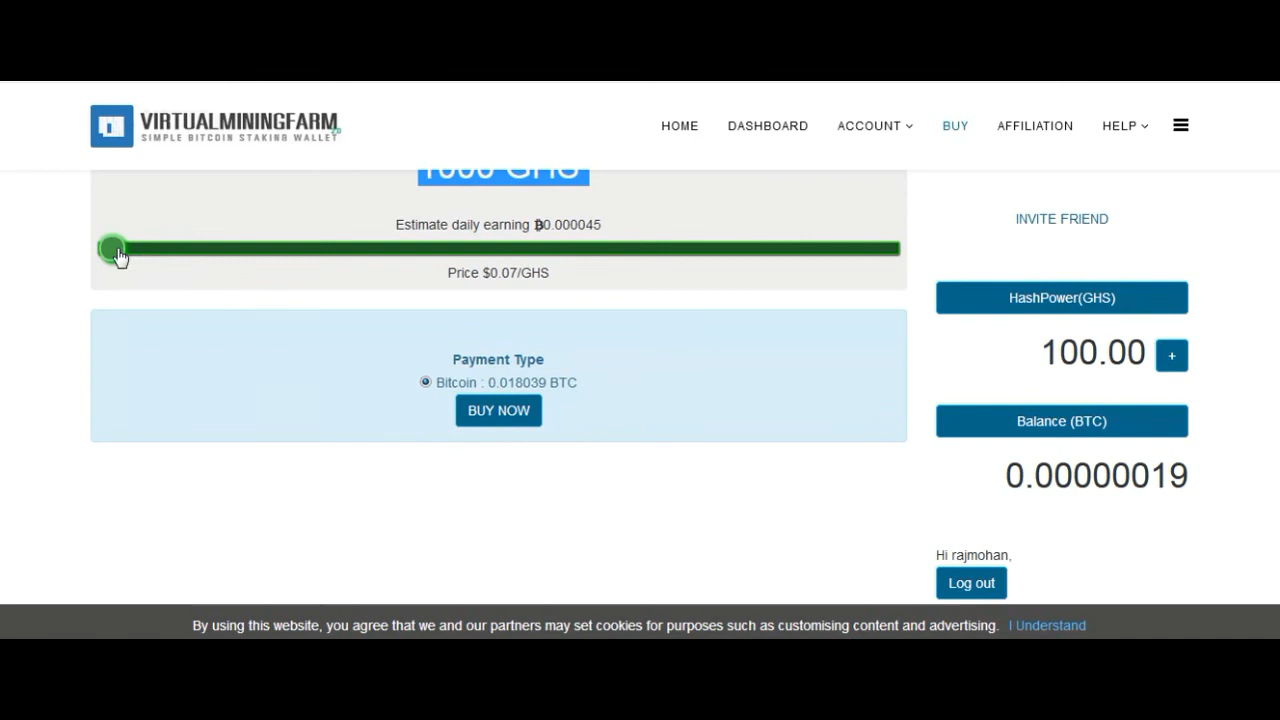 VIRTUALMININGFARM
SIMPLE BITCOIN STAKING WALLET
HOME DASHBOARD ACCOUNT BUY AFFILIATION HELP
1000 GHS
Estimate daily earning ₿0.000045
Price $0.07/GHS
Payment Type
Bitcoin : 0.018039 BTC
BUY NOW
INVITE FRIEND
HashPower(GHS)
100.00 +
Balance (BTC)
0.00000019
Hi rajmohan,
Log out
By using this website, you agree that we and our partners may set cookies for purposes such as customising content and advertising. I Understand